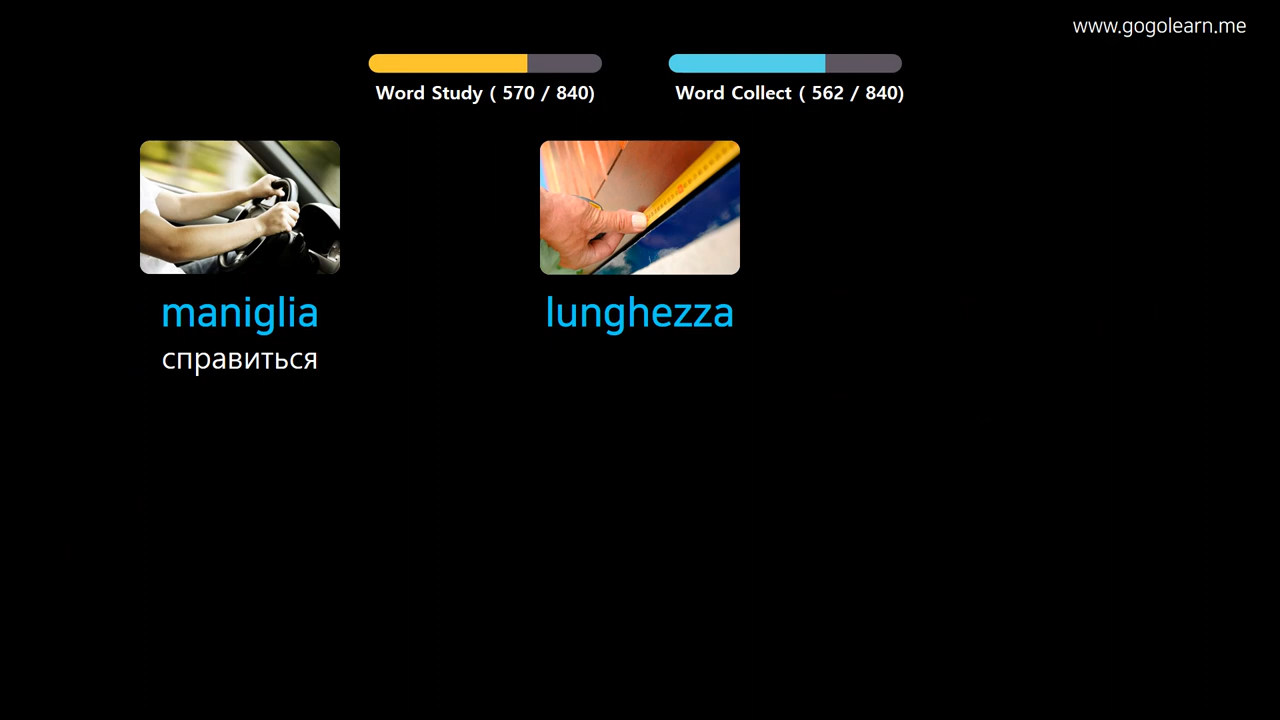 www.gogolearn.me
Word Study ( 570 / 840)
Word Collect ( 562 / 840)
maniglia
lunghezza
справиться